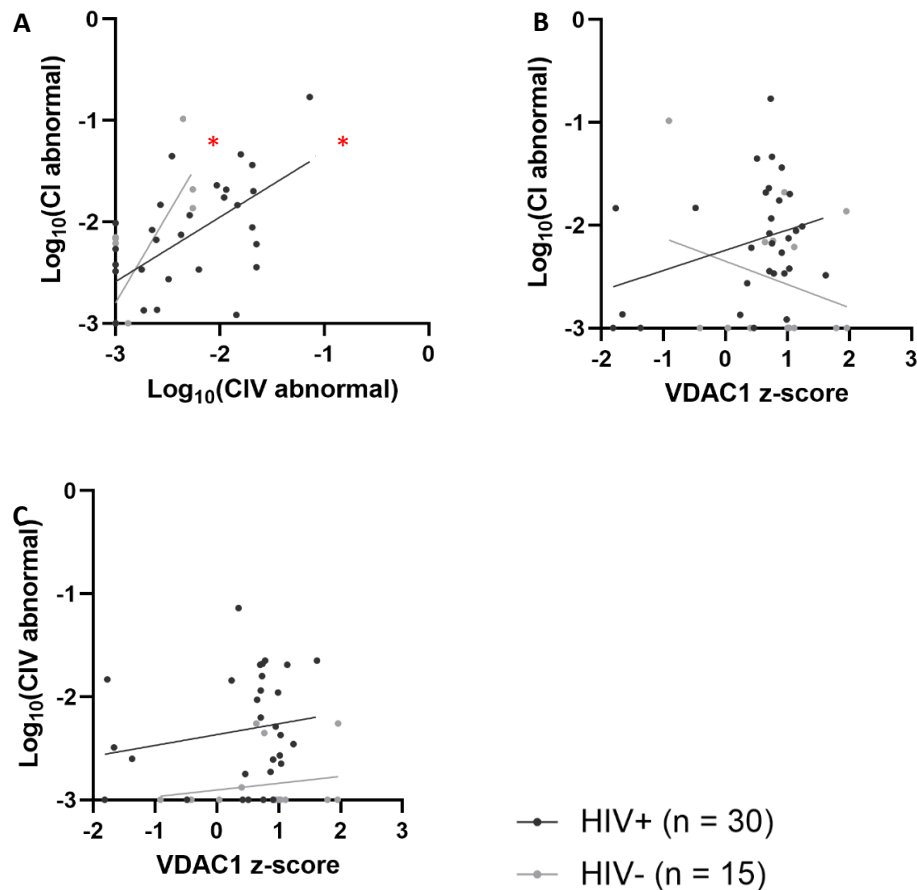 A
0
-1
-2
-3
-3
-2
-1
0
Log10(CI abnormal)
Log10(CIV abnormal)
*
*
B
0
-1
-2
-3
-2
-1
0
1
2
3
Log10(CI abnormal)
VDAC1 z-score
C
0
-1
-2
-3
-2
-1
0
1
2
3
Log10(CIV abnormal)
VDAC1 z-score
HIV+ (n = 30)
HIV- (n = 15)